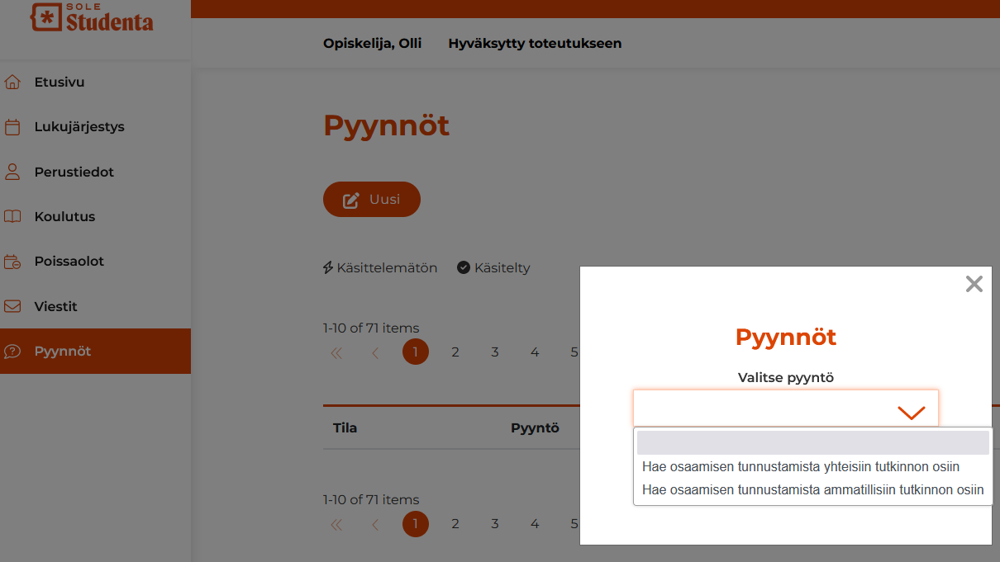 SOLE
Studenta
Opiskelija, Olli Hyväksytty toteutukseen
Etusivu
Lukujärjestys
Perustiedot
Koulutus
Poissaolot
Viestit
Pyynnöt
Pyynnöt
Uusi
Käsittelemätön Käsitelty
1-10 of 71 items
1 2 3 4 5
Tila Pyyntö
1-10 of 71 items
1 2 3 4 5
Pyynnöt
Valitse pyyntö
Hae osaamisen tunnustamista yhteisiin tutkinnon osiin
Hae osaamisen tunnustamista ammatillisiin tutkinnon osiin